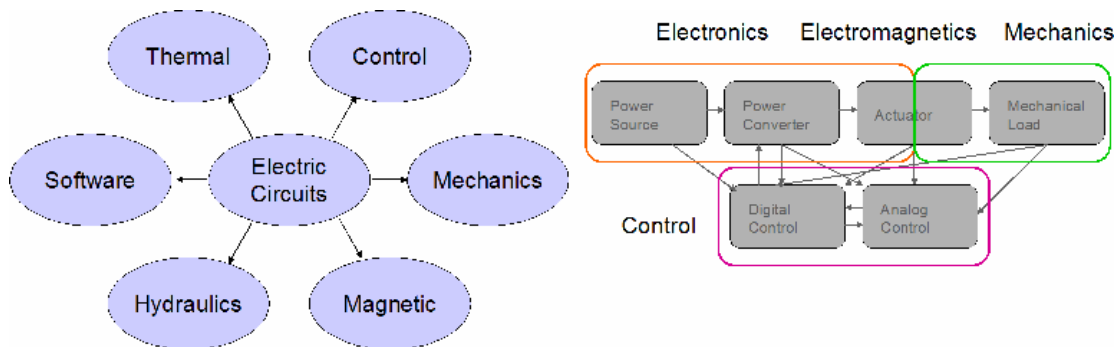 Thermal
Control
Software
Electric
Circuits
Mechanics
Hydraulics
Magnetic
Electronics
Electromagnetics
Mechanics
Power
Source
Power
Converter
Actuator
Mechanical
Load
Control
Digital
Control
Analog
Control